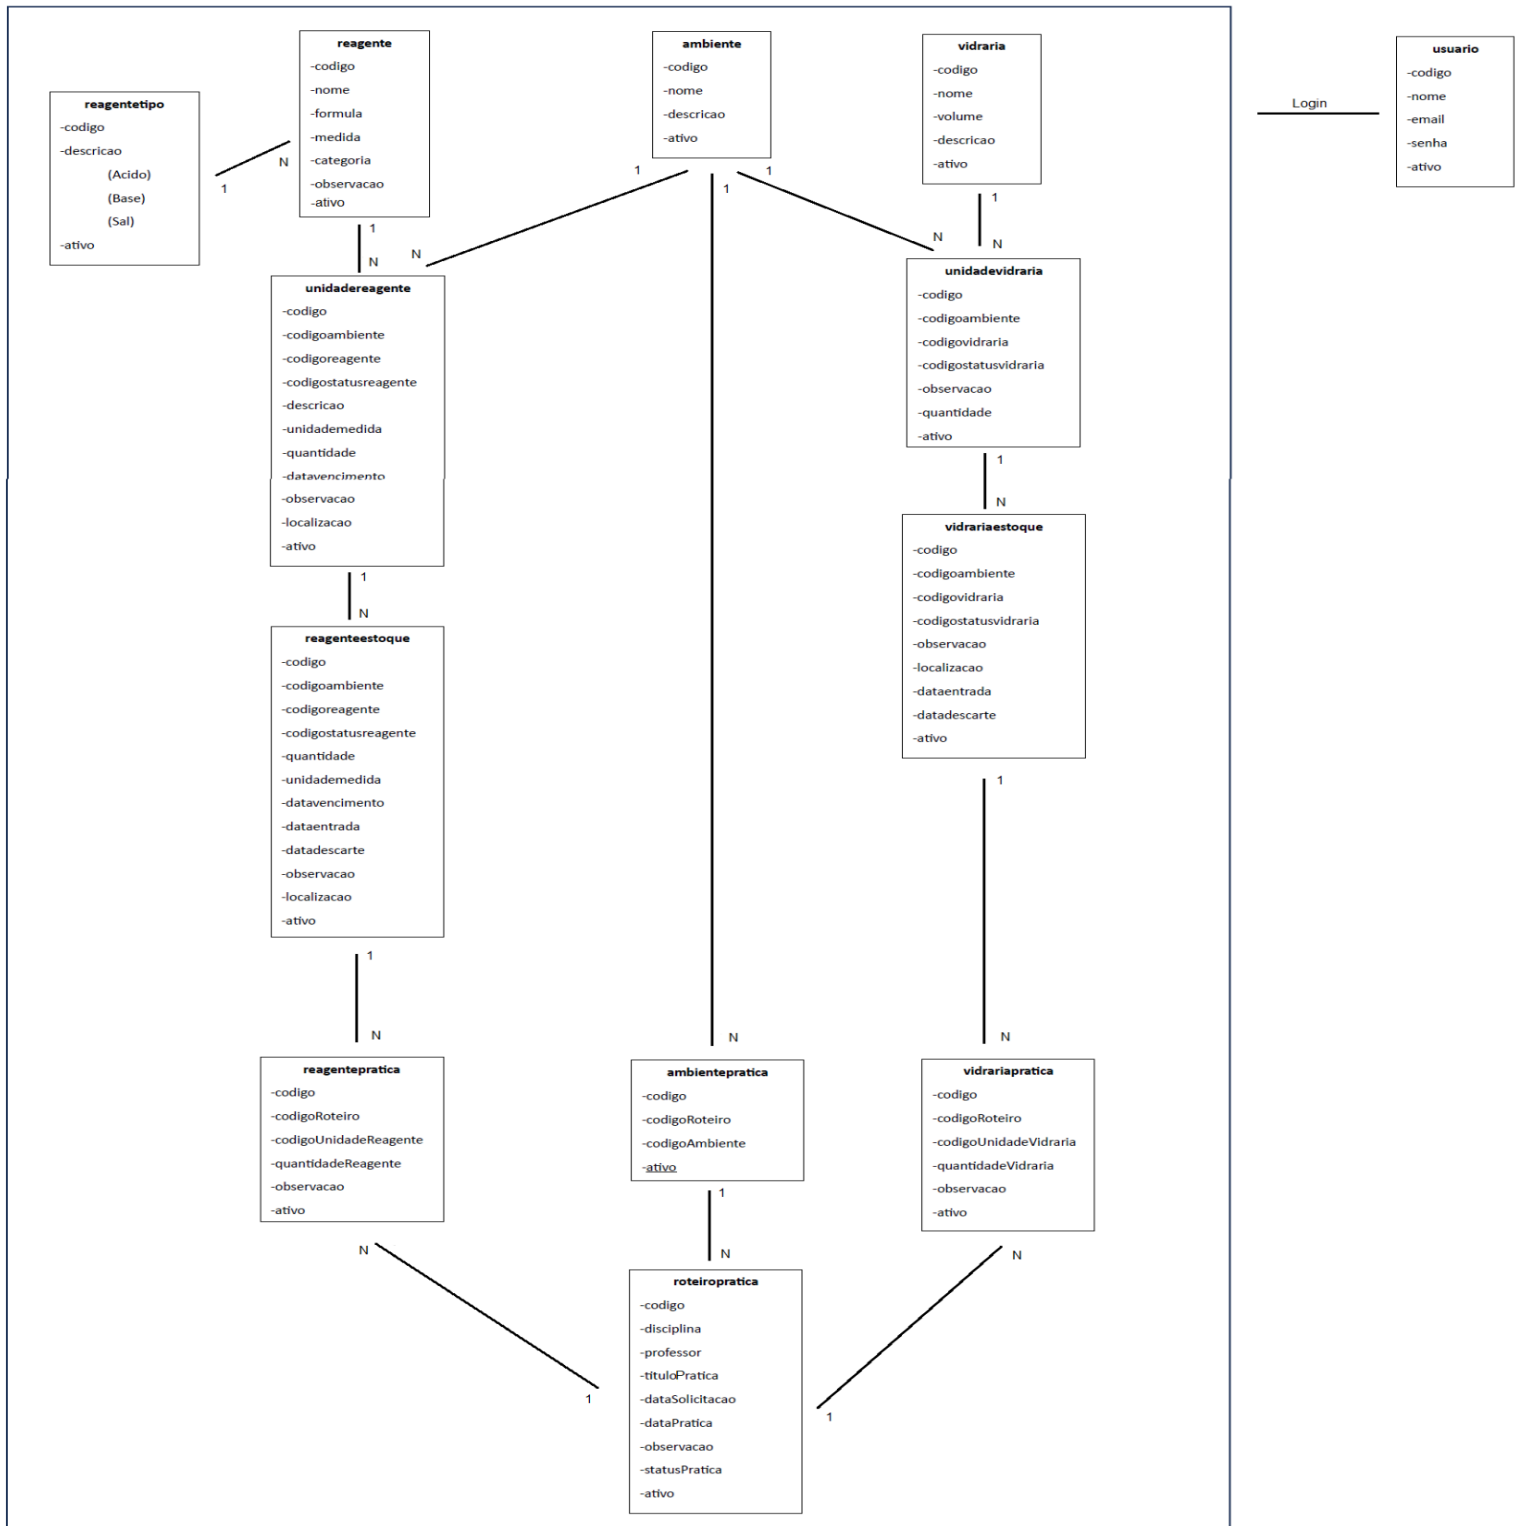 reagentetipo
-codigo
-descricao
(Acido)
(Base)
(Sal)
-ativo
1
N
reagente
-codigo
-nome
-formula
-medida
-categoria
-observacao
-ativo
1
N
ambiente
-codigo
-nome
-descricao
-ativo
1
N
1
1
N
vidraria
-codigo
-nome
-volume
-descricao
-ativo
1
N
Login
usuario
-codigo
-nome
-email
-senha
-ativo
unidadereagente
-codigo
-codigoambiente
-codigoreagente
-codigostatusreagente
-descricao
-unidademedida
-quantidade
-datavencimento
-observacao
-localizacao
-ativo
1
N
unidadevidraria
-codigo
-codigoambiente
-codigovidraria
-codigostatusvidraria
-observacao
-quantidade
-ativo
1
N
vidrariaestoque
-codigo
-codigoambiente
-codigovidraria
-codigostatusvidraria
-observacao
-localizacao
-dataentrada
-datadescarte
-ativo
1
N
reagenteestoque
-codigo
-codigoambiente
-codigoreagente
-codigostatusreagente
-quantidade
-unidademedida
-datavencimento
-dataentrada
-datadescarte
-observacao
-localizacao
-ativo
1
N
N
reagentepratica
-codigo
-codigoRoteiro
-codigoUnidadeReagente
-quantidadeReagente
-observacao
-ativo
N
1
ambientepratica
-codigo
-codigoRoteiro
-codigoAmbiente
-ativo
1
N
vidrariapratica
-codigo
-codigoRoteiro
-codigoUnidadeVidraria
-quantidadeVidraria
-observacao
-ativo
N
1
roteiropratica
-codigo
-disciplina
-professor
-tituloPratica
-dataSolicitacao
-dataPratica
-observacao
-statusPratica
-ativo